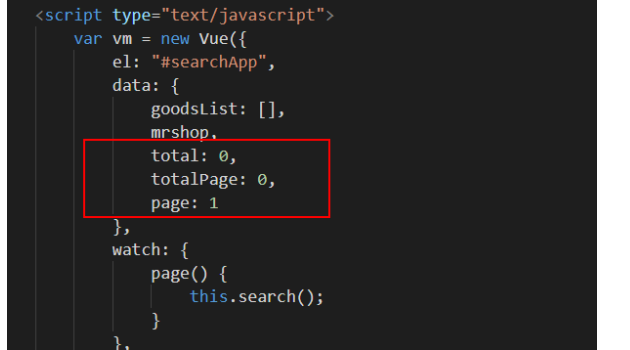 <script type="text/javascript">
var vm = new Vue({
el: "#searchApp",
data: {
goodsList: [],
mrshop,
total: 0,
totalPage: 0,
page: 1
},
watch: {
page() {
this.search();
}
},